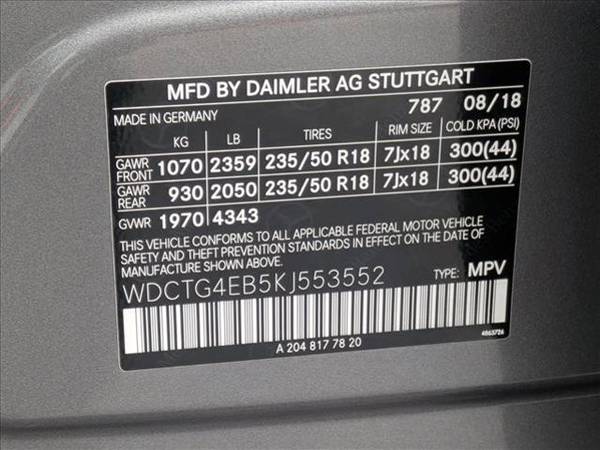 MFD BY DAIMLER AG STUTTGART
MADE IN GERMANY 787 08/18
KG LB TIRES RIM SIZE COLD KPA(PSI)
GAWR FRONT 1070 2359 235/50 R18 7Jx18 300(44)
GAWR REAR 930 2050 235/50 R18 7Jx18 300(44)
GVWR 1970 4343
THIS VEHICLE CONFORMS TO ALL APPLICABLE FEDERAL MOTOR VEHICLE
SAFETY AND THEFT PREVENTION STANDARDS IN EFFECT ON THE DATE OF
MANUFACTURE SHOWN ABOVE.
WDCTG4EB5KJ553552 TYPE: MPV
A 204 817 78 20